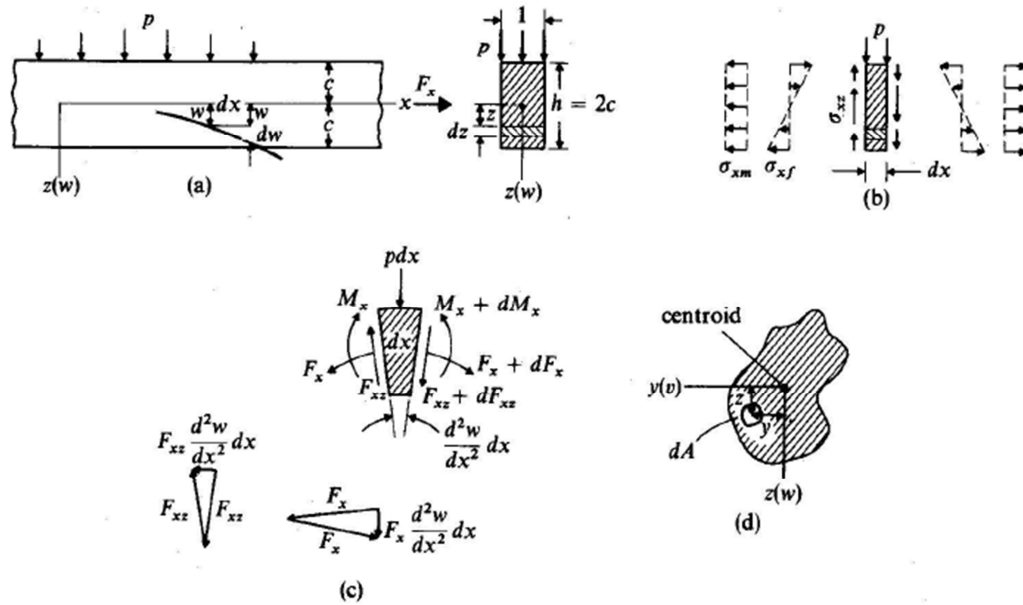 p
1
p
c
w
dx
w
x
F_x
z
h = 2c
c
dw
dz
z(w)
(a)
z(w)
p
σ_xz
σ_xm
σ_xf
dx
(b)
pdx
M_x
M_x + dM_x
dx
F_x
F_x + dF_x
F_xz
F_xz + dF_xz
d²w/dx² dx
F_xz d²w/dx² dx
F_xz
F_xz
F_x
F_x
F_x d²w/dx² dx
(c)
centroid
y(v)
z
y
dA
z(w)
(d)